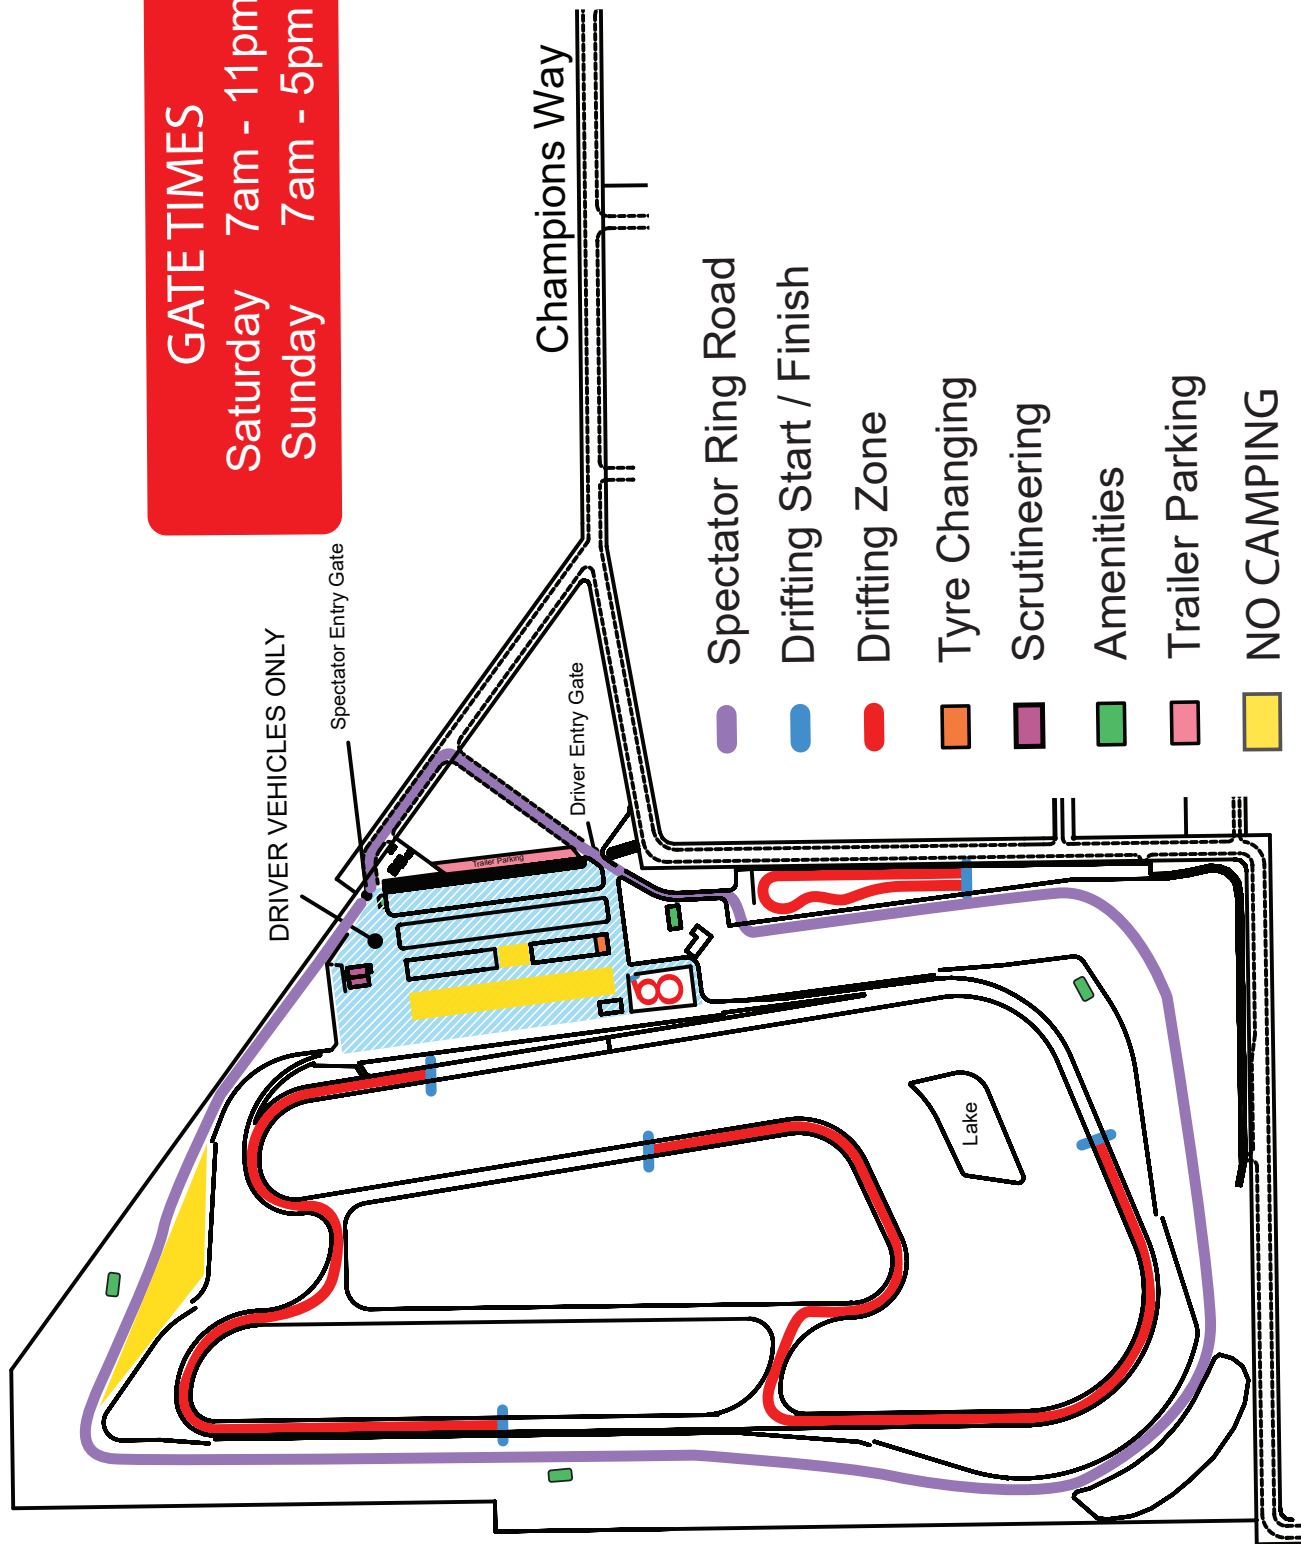 GATE TIMES
Saturday 7am - 11pm
Sunday 7am - 5pm
DRIVER VEHICLES ONLY
Spectator Entry Gate
Champions Way
Driver Entry Gate
Trailer Parking
8
Lake
Spectator Ring Road
Drifting Start / Finish
Drifting Zone
Tyre Changing
Scrutineering
Amenities
Trailer Parking
NO CAMPING